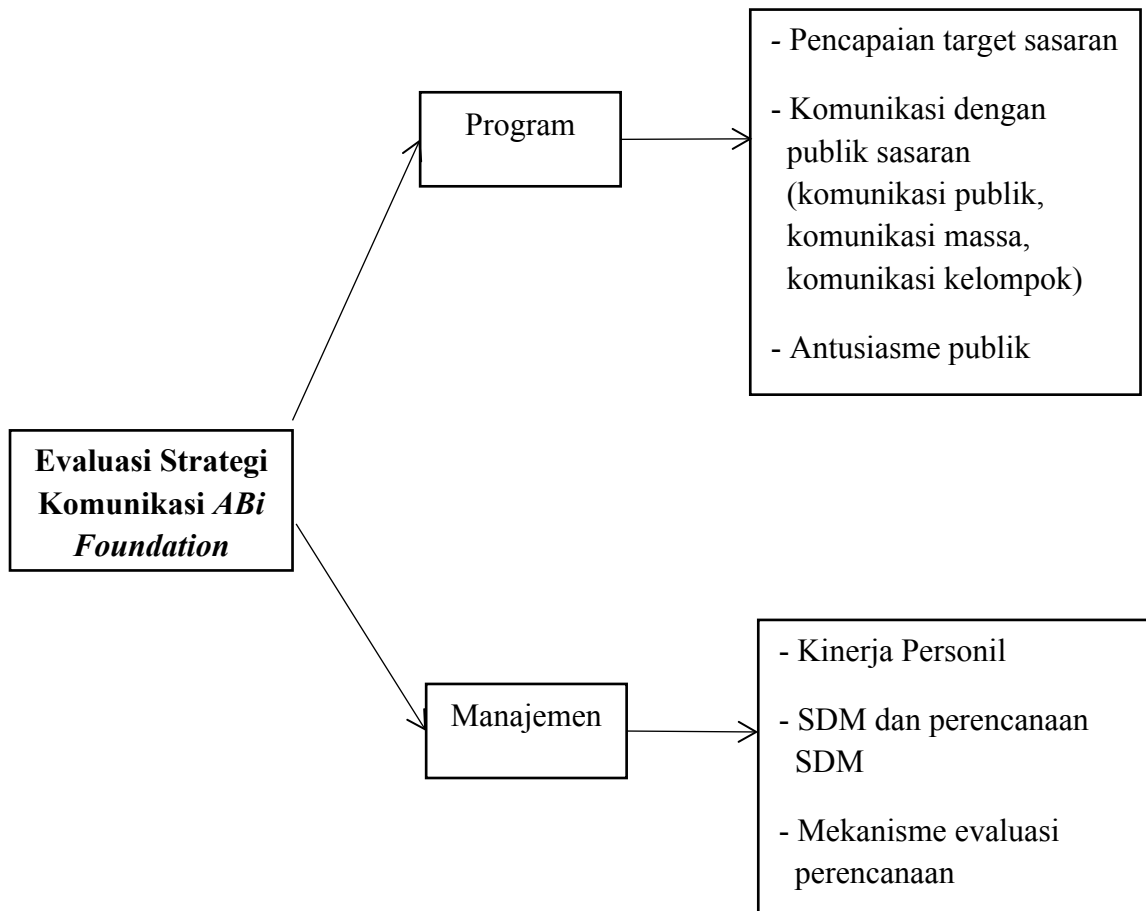 - Pencapaian target sasaran
Program
- Komunikasi dengan
publik sasaran
(komunikasi publik,
komunikasi massa,
komunikasi kelompok)
- Antusiasme publik
Evaluasi Strategi
Komunikasi ABi
Foundation
- Kinerja Personil
Manajemen
- SDM dan perencanaan
SDM
- Mekanisme evaluasi
perencanaan